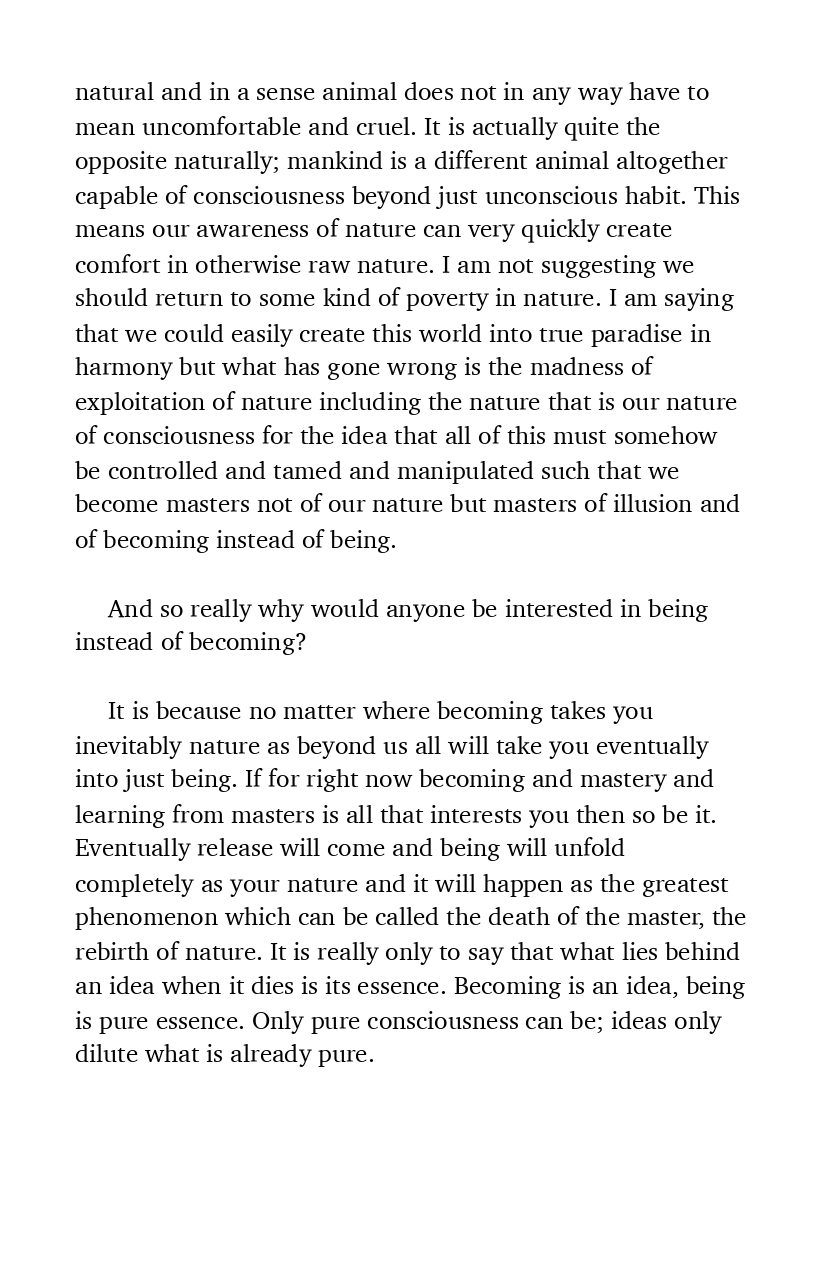 natural and in a sense animal does not in any way have to
mean uncomfortable and cruel. It is actually quite the
opposite naturally; mankind is a different animal altogether
capable of consciousness beyond just unconscious habit. This
means our awareness of nature can very quickly create
comfort in otherwise raw nature. I am not suggesting we
should return to some kind of poverty in nature. I am saying
that we could easily create this world into true paradise in
harmony but what has gone wrong is the madness of
exploitation of nature including the nature that is our nature
of consciousness for the idea that all of this must somehow
be controlled and tamed and manipulated such that we
become masters not of our nature but masters of illusion and
of becoming instead of being.
And so really why would anyone be interested in being
instead of becoming?
It is because no matter where becoming takes you
inevitably nature as beyond us all will take you eventually
into just being. If for right now becoming and mastery and
learning from masters is all that interests you then so be it.
Eventually release will come and being will unfold
completely as your nature and it will happen as the greatest
phenomenon which can be called the death of the master, the
rebirth of nature. It is really only to say that what lies behind
an idea when it dies is its essence. Becoming is an idea, being
is pure essence. Only pure consciousness can be; ideas only
dilute what is already pure.